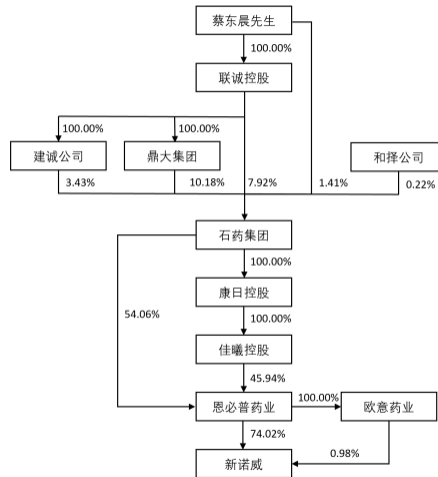 蔡东晨先生
100.00%
联诚控股
100.00%
100.00%
建诚公司
鼎大集团
和择公司
3.43%
10.18%
7.92%
1.41%
0.22%
石药集团
100.00%
康日控股
54.06%
100.00%
佳曦控股
45.94%
恩必普药业
100.00%
欧意药业
74.02%
0.98%
新诺威